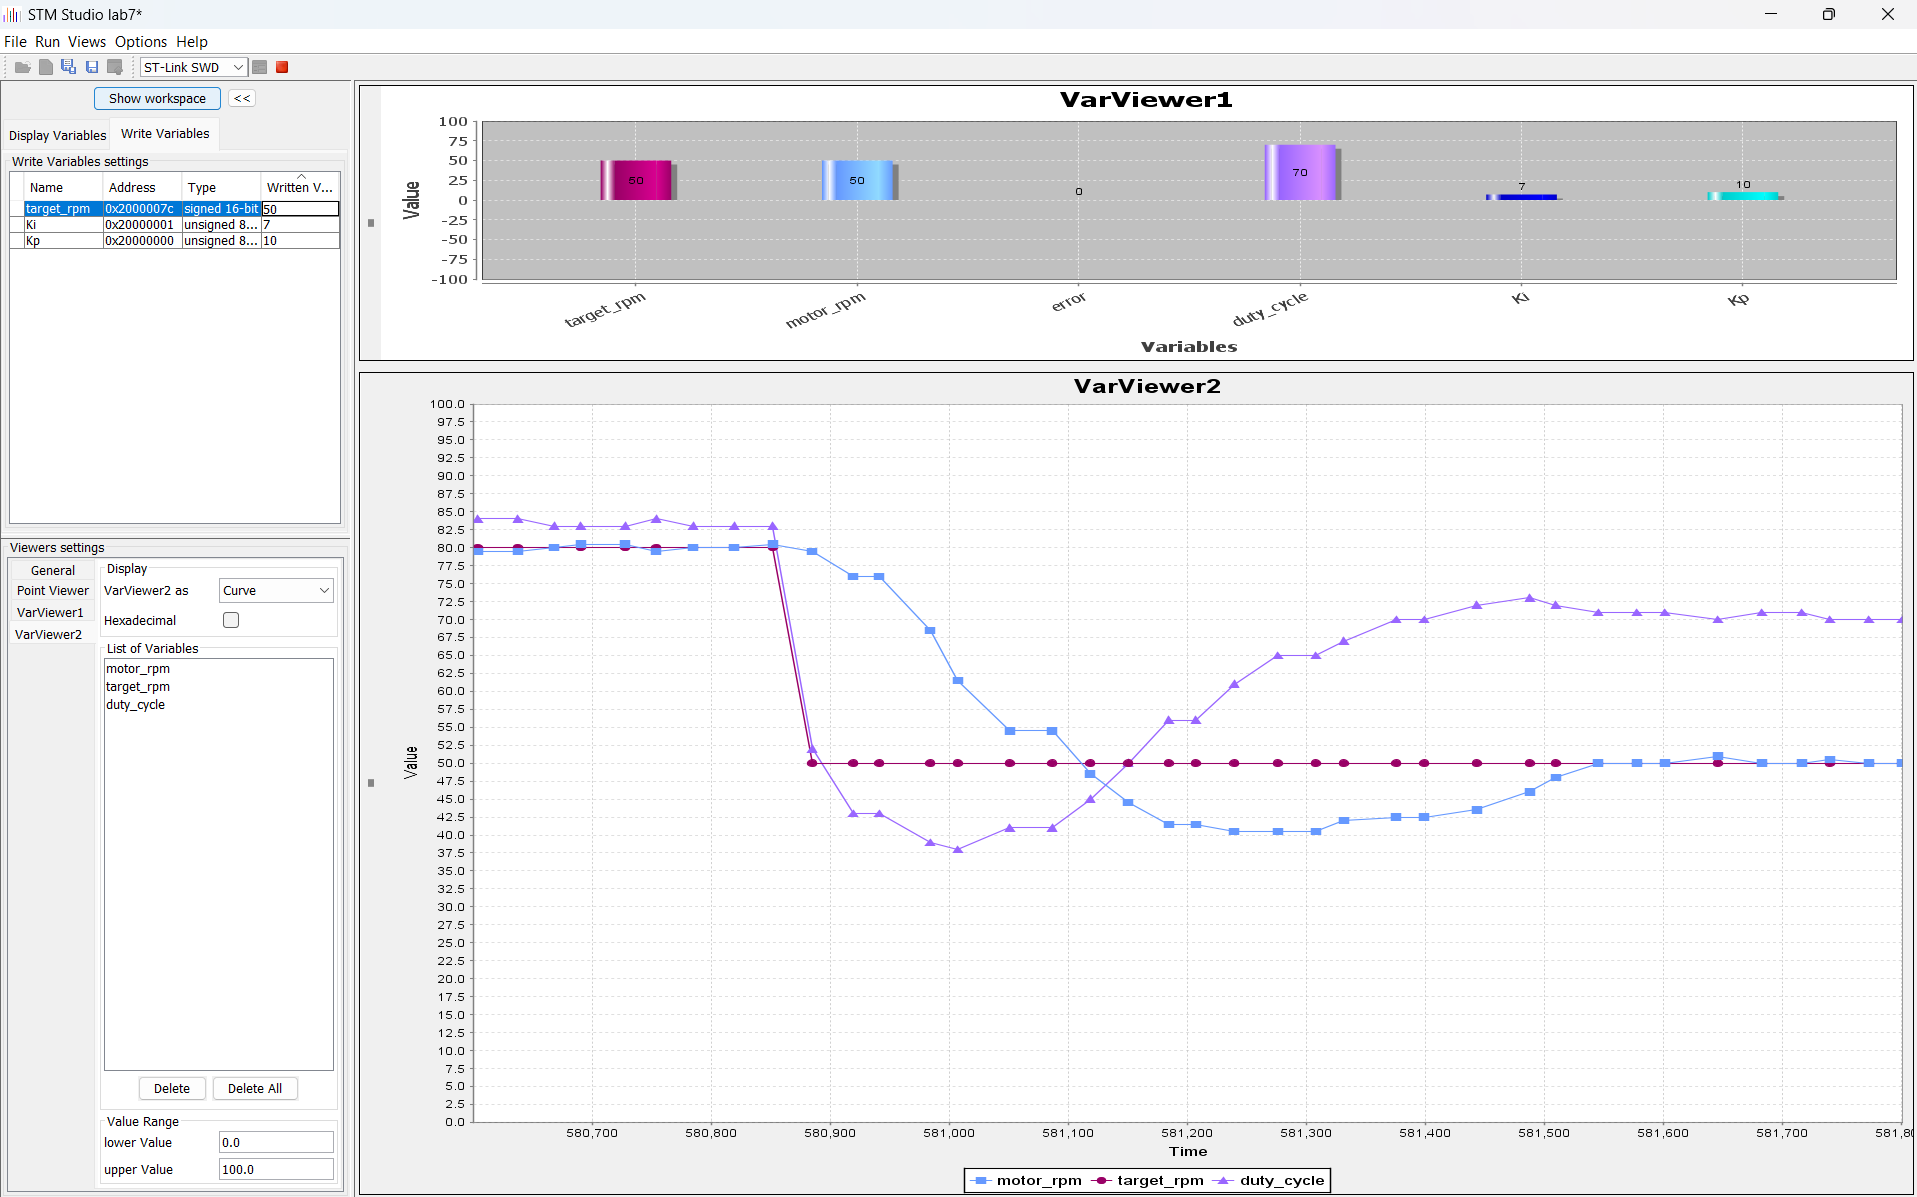 STM Studio lab7*
File Run Views Options Help
ST-Link SWD
Show workspace <<
Display Variables Write Variables
Write Variables settings
Name Address Type Written V...
target_rpm 0x2000007c signed 16-bit 50
Ki 0x20000001 unsigned 8... 7
Kp 0x20000000 unsigned 8... 10
Viewers settings
General
Point Viewer
VarViewer1
VarViewer2
Display
VarViewer2 as Curve
Hexadecimal
List of Variables
motor_rpm
target_rpm
duty_cycle
Delete Delete All
Value Range
lower Value 0.0
upper Value 100.0
VarViewer1
Value
100
75
50
25
0
-25
-50
-75
-100
50 50 0 70 7 10
target_rpm motor_rpm error duty_cycle Ki Kp
Variables
VarViewer2
Value
100.0
97.5
95.0
92.5
90.0
87.5
85.0
82.5
80.0
77.5
75.0
72.5
70.0
67.5
65.0
62.5
60.0
57.5
55.0
52.5
50.0
47.5
45.0
42.5
40.0
37.5
35.0
32.5
30.0
27.5
25.0
22.5
20.0
17.5
15.0
12.5
10.0
7.5
5.0
2.5
0.0
580,700 580,800 580,900 581,000 581,100 581,200 581,300 581,400 581,500 581,600 581,700 581,8
Time
motor_rpm target_rpm duty_cycle